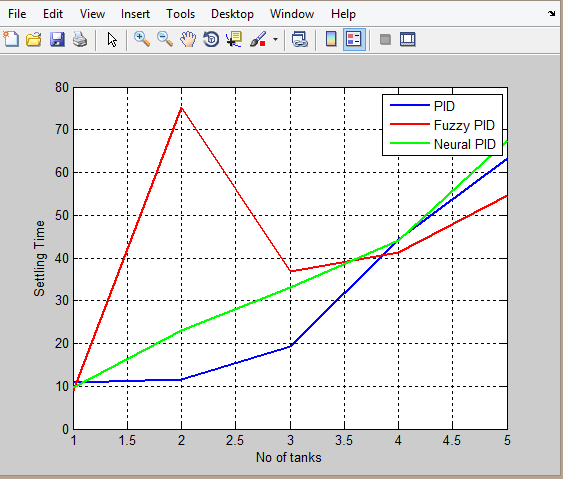 File Edit View Insert Tools Desktop Window Help
80
70
60
50
40
30
20
10
0
Settling Time
PID
Fuzzy PID
Neural PID
1 1.5 2 2.5 3 3.5 4 4.5 5
No of tanks